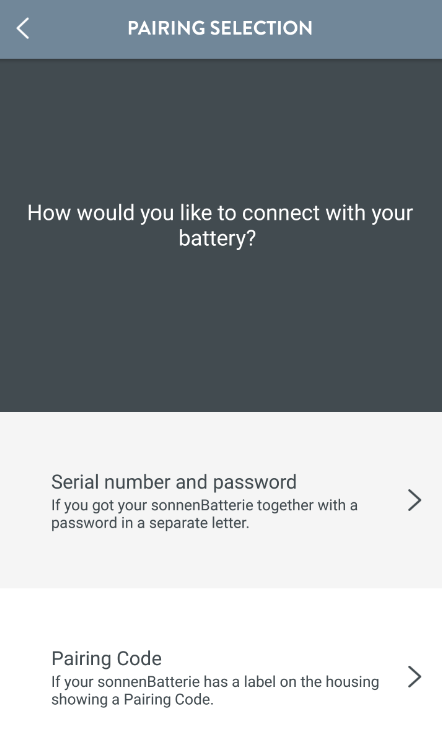 PAIRING SELECTION
How would you like to connect with your
battery?
Serial number and password
If you got your sonnenBatterie together with a
password in a separate letter.
Pairing Code
If your sonnenBatterie has a label on the housing
showing a Pairing Code.